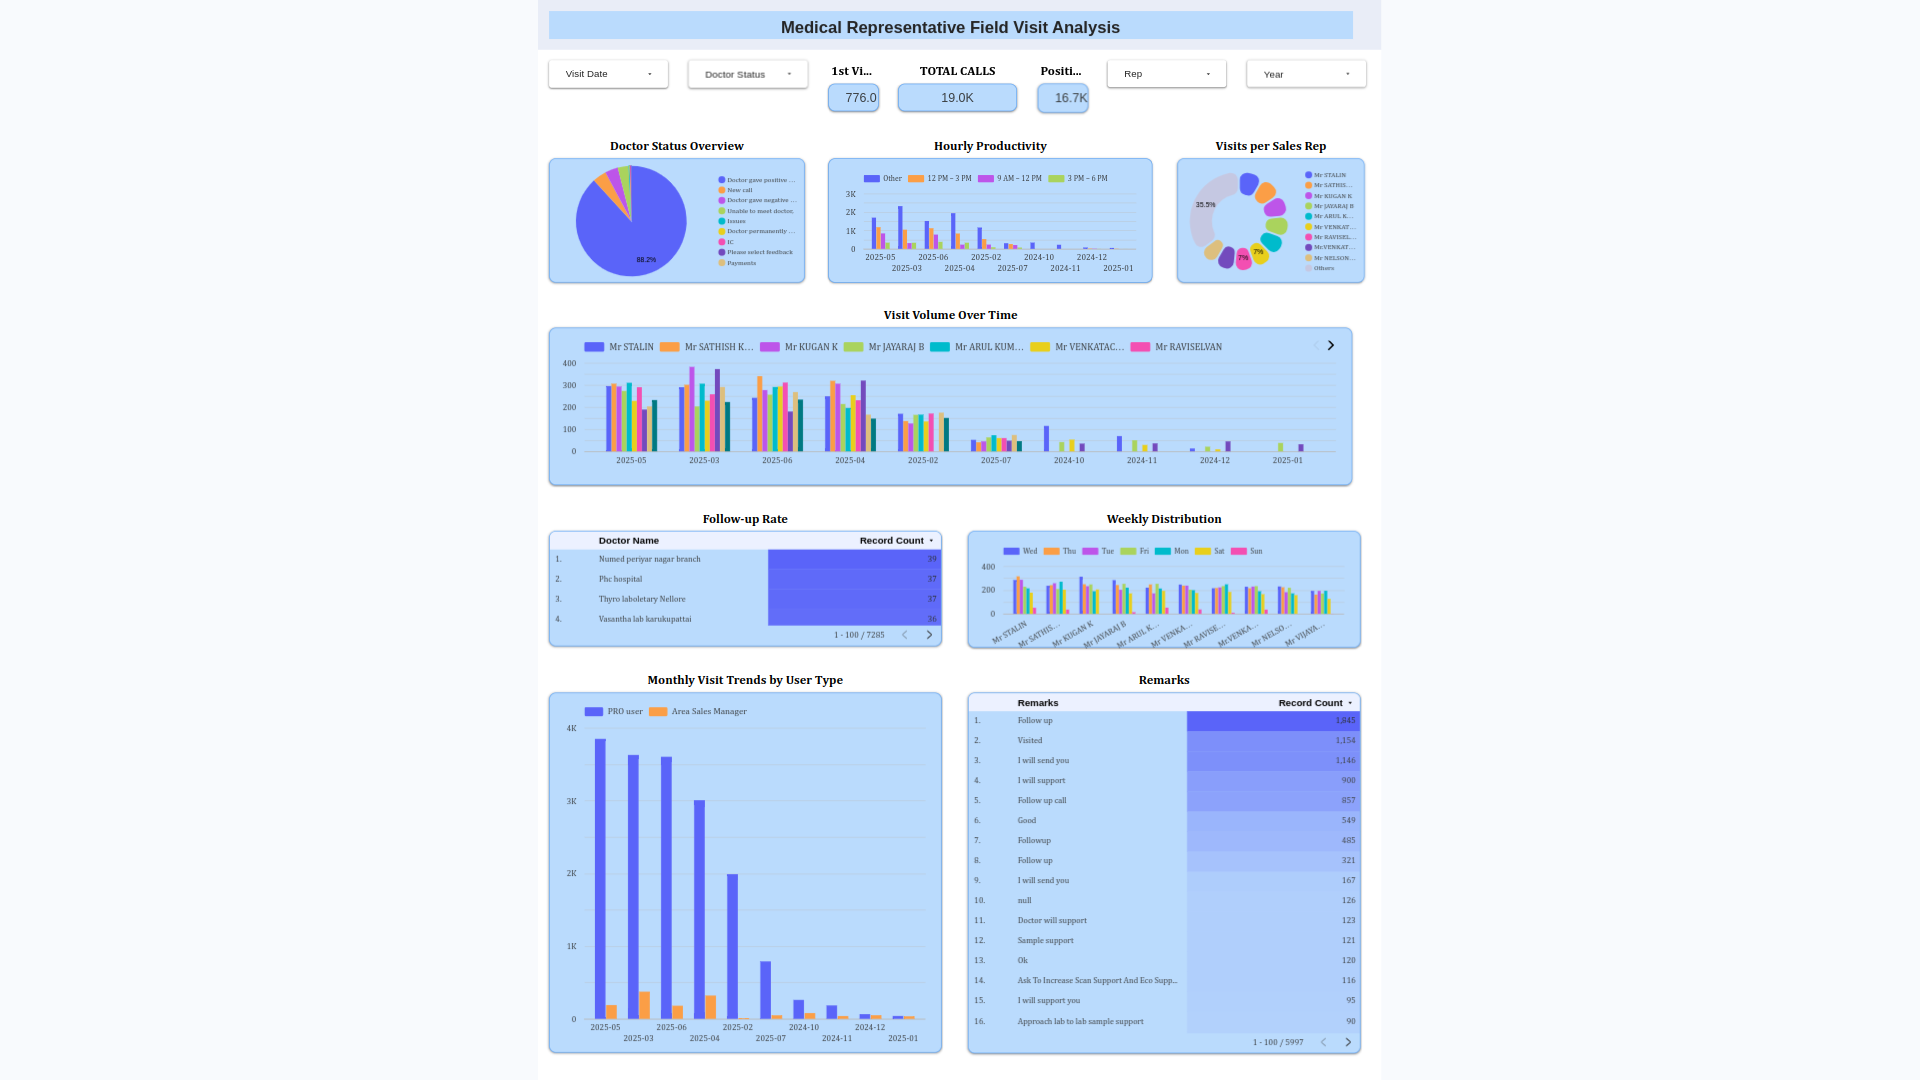 Medical Representative Field Visit Analysis
Visit Date
Doctor Status
1st Vi...
776.0
TOTAL CALLS
19.0K
Positi...
16.7K
Rep
Year
Doctor Status Overview
Doctor gave positive …
New call
Doctor gave negative …
Unable to meet doctor.
Issues
Doctor permanently …
IC
Please select feedback
Payments
88.2%
Hourly Productivity
Other 12 PM – 3 PM 9 AM – 12 PM 3 PM – 6 PM
3K
2K
1K
0
2025-05 2025-06 2025-02 2024-10 2024-12
2025-03 2025-04 2025-07 2024-11 2025-01
Visits per Sales Rep
Mr STALIN
Mr SATHIS…
Mr KUGAN K
Mr JAYARAJ B
Mr ARUL K…
Mr VENKAT…
Mr RAVISEL…
Mr.VENKAT…
Mr NELSON…
Others
35.5%
7%
7%
Visit Volume Over Time
Mr STALIN Mr SATHISH K… Mr KUGAN K Mr JAYARAJ B Mr ARUL KUM… Mr VENKATAC… Mr RAVISELVAN
400
300
200
100
0
2025-05 2025-03 2025-06 2025-04 2025-02 2025-07 2024-10 2024-11 2024-12 2025-01
Follow-up Rate
Doctor Name Record Count
1. Numed periyar nagar branch 39
2. Phc hospital 37
3. Thyro laboletary Nellore 37
4. Vasantha lab karukupattai 36
1 - 100 / 7285
Weekly Distribution
Wed Thu Tue Fri Mon Sat Sun
400
200
0
Mr STALIN Mr SATHIS… Mr KUGAN K Mr JAYARAJ B Mr ARUL K… Mr VENKA… Mr RAVISE… Mr.VENKA… Mr NELSO… Mr VIJAYA…
Monthly Visit Trends by User Type
PRO user Area Sales Manager
4K
3K
2K
1K
0
2025-05 2025-06 2025-02 2024-10 2024-12
2025-03 2025-04 2025-07 2024-11 2025-01
Remarks
Remarks Record Count
1. Follow up 1,845
2. Visited 1,154
3. I will send you 1,146
4. I will support 900
5. Follow up call 857
6. Good 549
7. Followup 485
8. Follow up 321
9. I will send you 167
10. null 126
11. Doctor will support 123
12. Sample support 121
13. Ok 120
14. Ask To Increase Scan Support And Eco Supp... 116
15. I will support you 95
16. Approach lab to lab sample support 90
1 - 100 / 5997